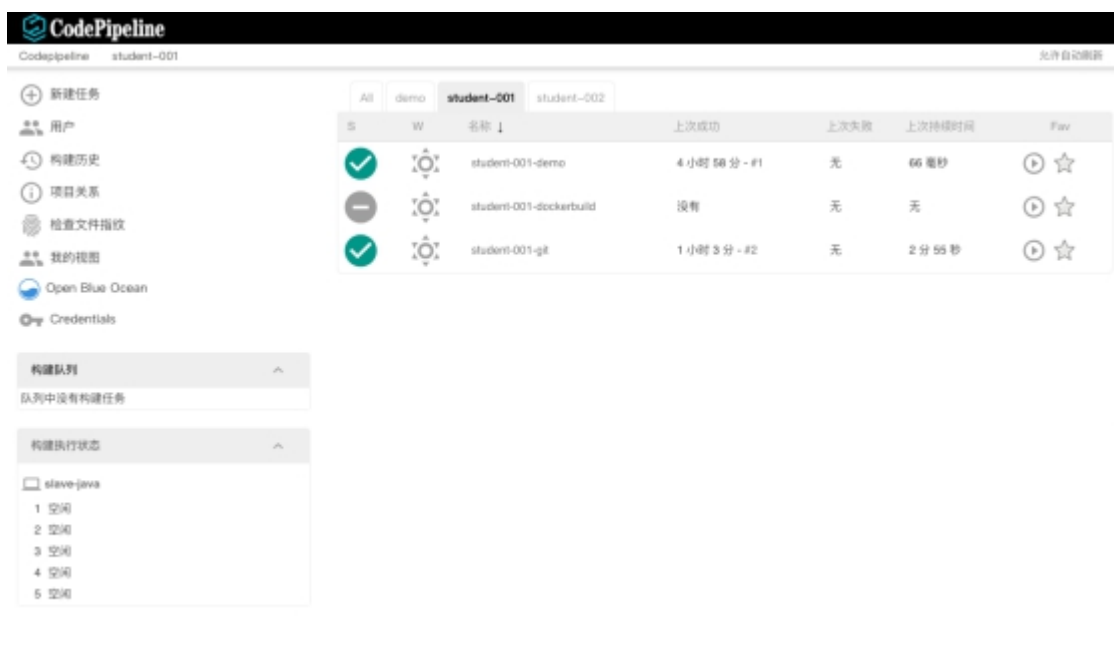 CodePipeline
Codepipeline student-001 允许自动刷新
新建任务
用户
构建历史
项目关系
检查文件指纹
我的视图
Open Blue Ocean
Credentials
构建队列
队列中没有构建任务
构建执行状态
slave-java
1 空闲
2 空闲
3 空闲
4 空闲
5 空闲
All demo student-001 student-002
S W 名称 ↓ 上次成功 上次失败 上次持续时间 Fav
student-001-demo 4 小时 58 分 - #1 无 66 毫秒
student-001-dockerbuild 没有 无 无
student-001-git 1 小时 3 分 - #2 无 2 分 55 秒